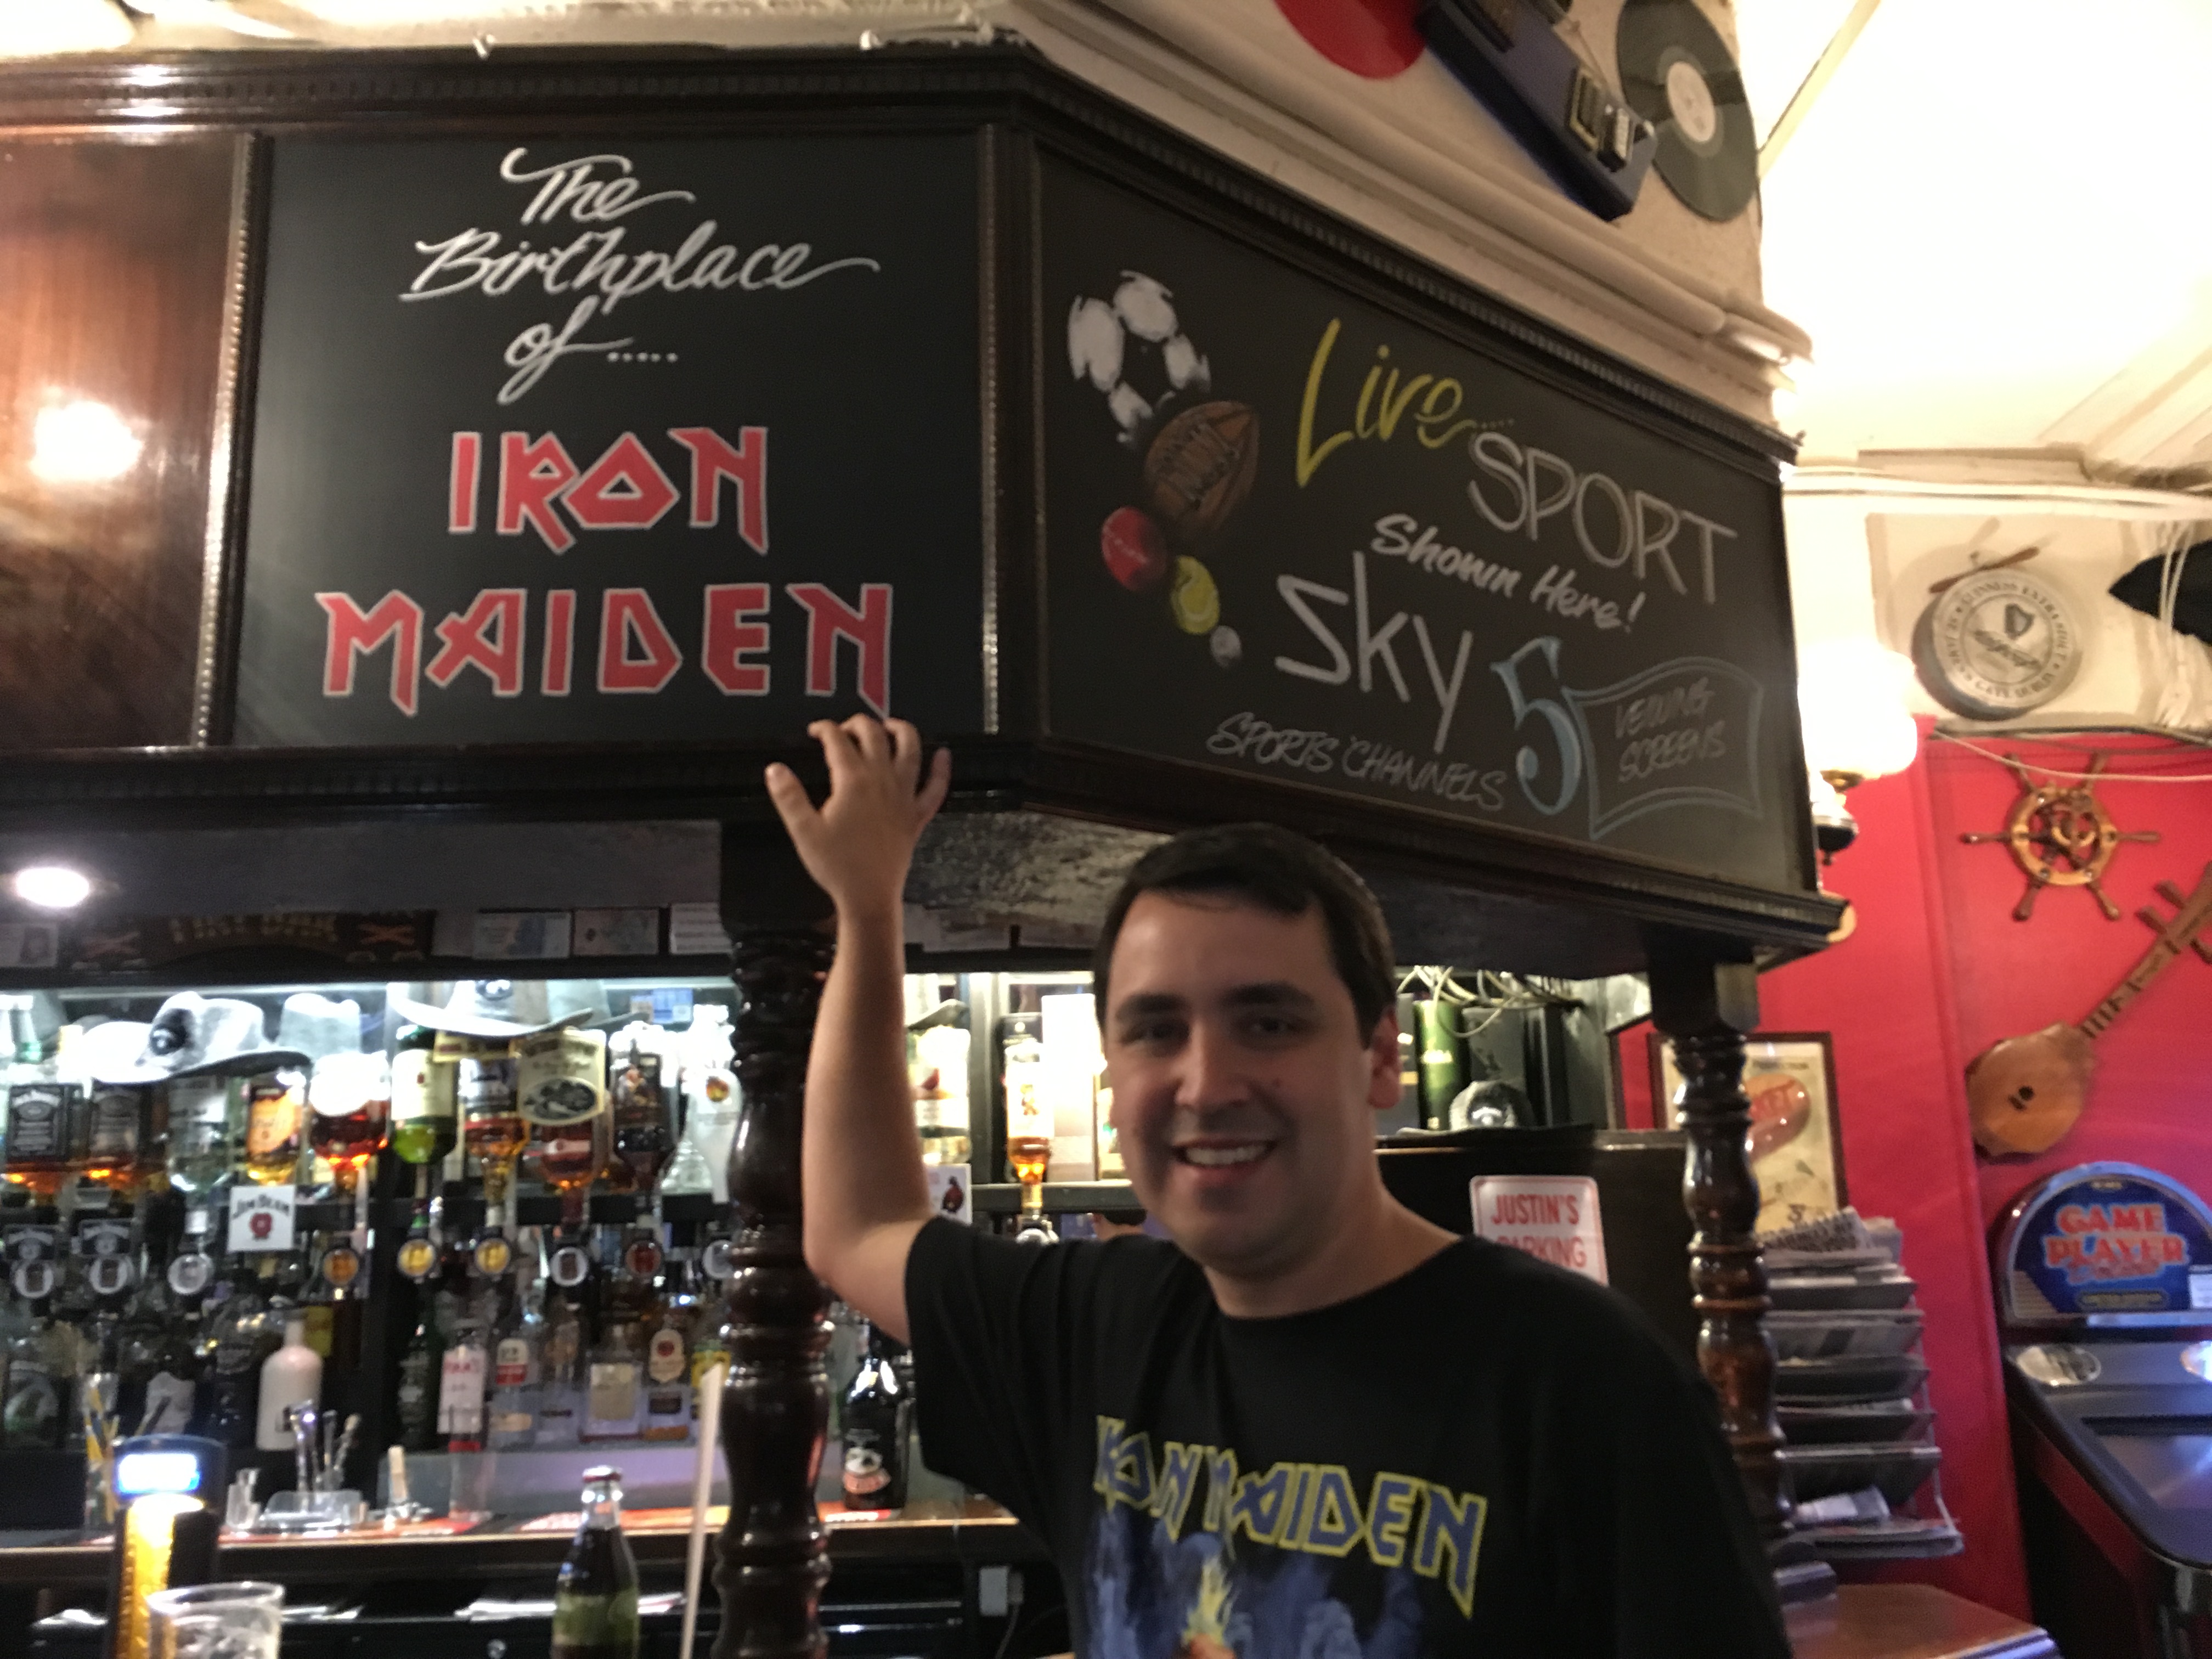 The
Birthplace
of.....
IRON
MAIDEN
Live.....
SPORT
Shown Here!
sky
SPORTS CHANNELS
5
VEIWING
SCREENS
JIM BEAM
JUSTIN'S
PARKING
GAME
PLAYER
IRON MAIDEN